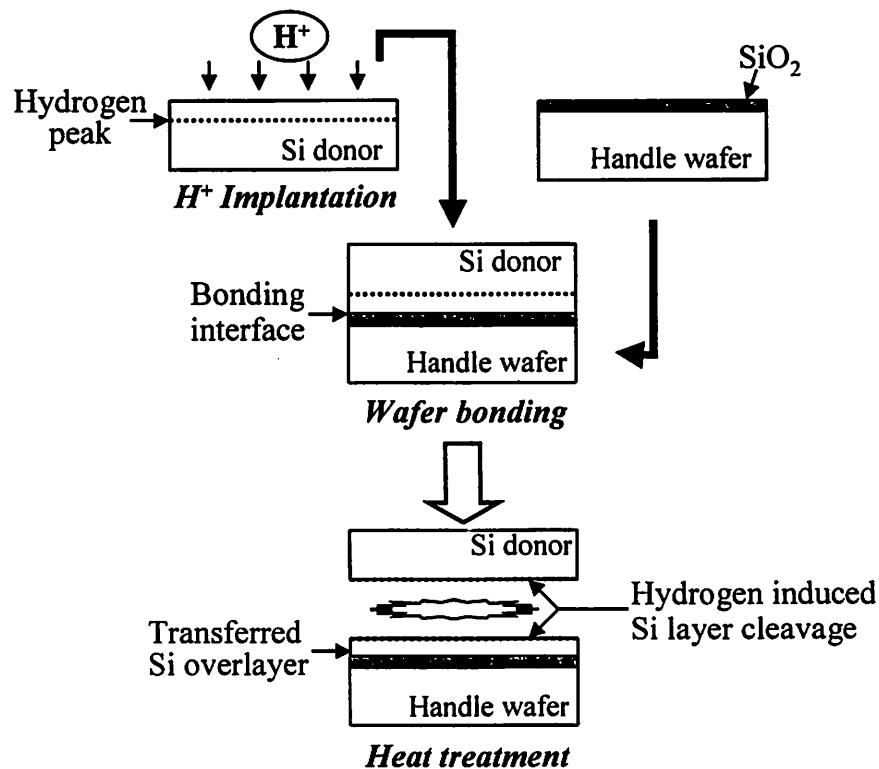 H+
SiO2
Hydrogen
peak
Si donor
Handle wafer
H+ Implantation
Si donor
Bonding
interface
Handle wafer
Wafer bonding
Si donor
Hydrogen induced
Si layer cleavage
Transferred
Si overlayer
Handle wafer
Heat treatment